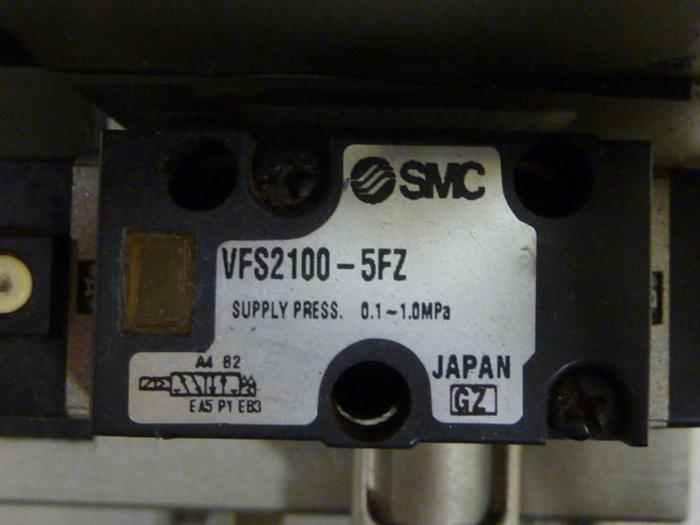 SMC
VFS2100-5FZ
SUPPLY PRESS. 0.1~1.0MPa
A4 B2
EA5 P1 EB3
JAPAN
GZ